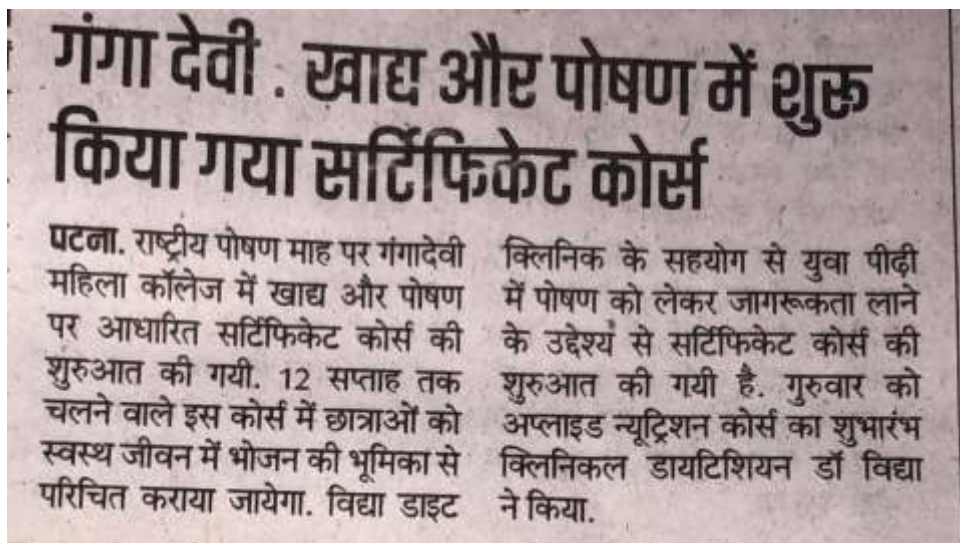 गंगा देवी . खाद्य और पोषण में शुरू
किया गया सर्टिफिकेट कोर्स
पटना. राष्ट्रीय पोषण माह पर गंगादेवी
महिला कॉलेज में खाद्य और पोषण
पर आधारित सर्टिफिकेट कोर्स की
शुरुआत की गयी. 12 सप्ताह तक
चलने वाले इस कोर्स में छात्राओं को
स्वस्थ जीवन में भोजन की भूमिका से
परिचित कराया जायेगा. विद्या डाइट
क्लिनिक के सहयोग से युवा पीढ़ी
में पोषण को लेकर जागरूकता लाने
के उद्देश्य से सर्टिफिकेट कोर्स की
शुरुआत की गयी है. गुरुवार को
अप्लाइड न्यूट्रिशन कोर्स का शुभारंभ
क्लिनिकल डायटिशियन डॉ विद्या
ने किया.